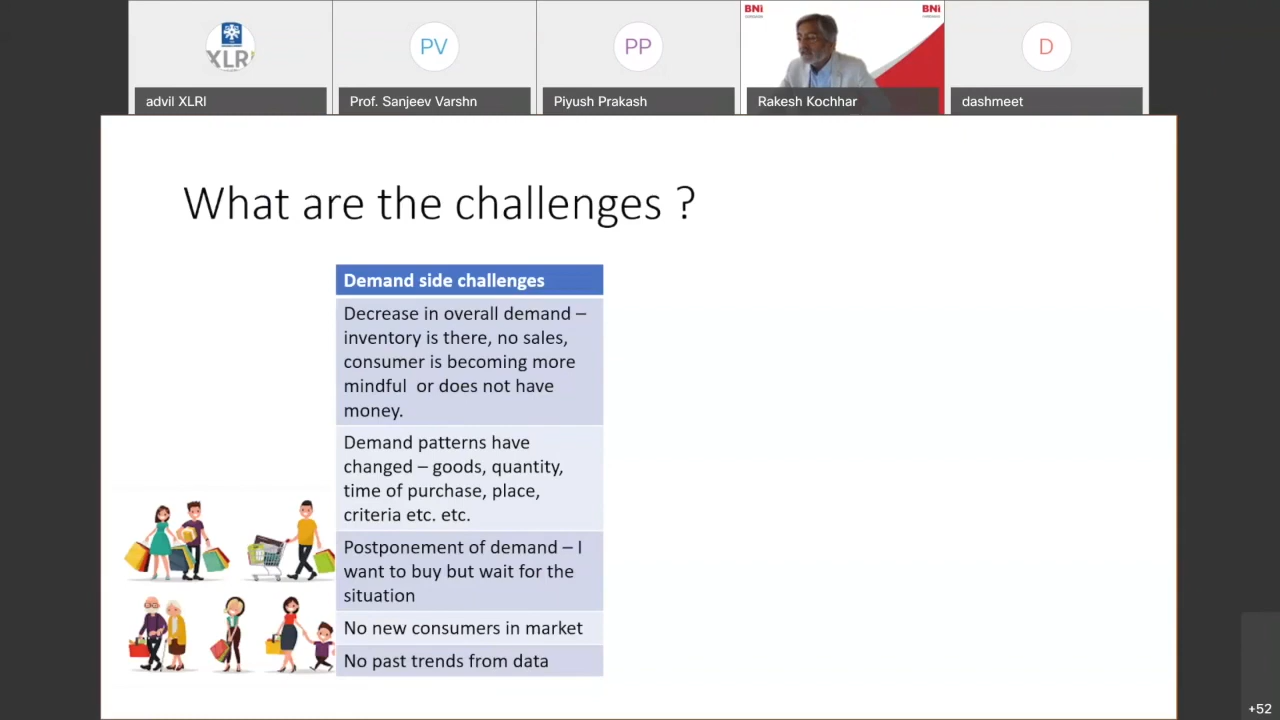 XLRI
PV
PP
BNI
BNI
D
advil XLRI
Prof. Sanjeev Varshn
Piyush Prakash
Rakesh Kochhar
dashmeet
What are the challenges ?
Demand side challenges
Decrease in overall demand –
inventory is there, no sales,
consumer is becoming more
mindful or does not have
money.
Demand patterns have
changed – goods, quantity,
time of purchase, place,
criteria etc. etc.
Postponement of demand – I
want to buy but wait for the
situation
No new consumers in market
No past trends from data
+52